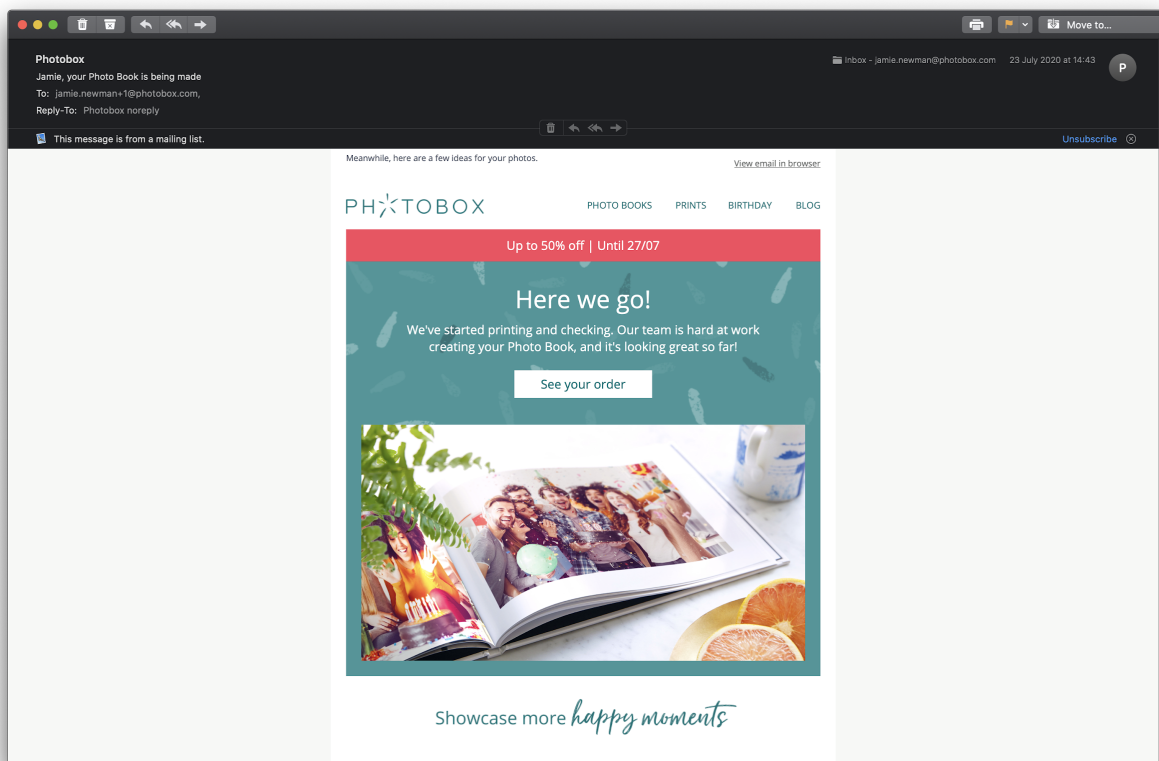 Move to...
Photobox
Inbox - jamie.newman@photobox.com 23 July 2020 at 14:43
P
Jamie, your Photo Book is being made
To: jamie.newman+1@photobox.com,
Reply-To: Photobox noreply
This message is from a mailing list.
Unsubscribe
Meanwhile, here are a few ideas for your photos.
View email in browser
PHOTOBOX
PHOTO BOOKS PRINTS BIRTHDAY BLOG
Up to 50% off | Until 27/07
Here we go!
We've started printing and checking. Our team is hard at work
creating your Photo Book, and it's looking great so far!
See your order
Showcase more happy moments